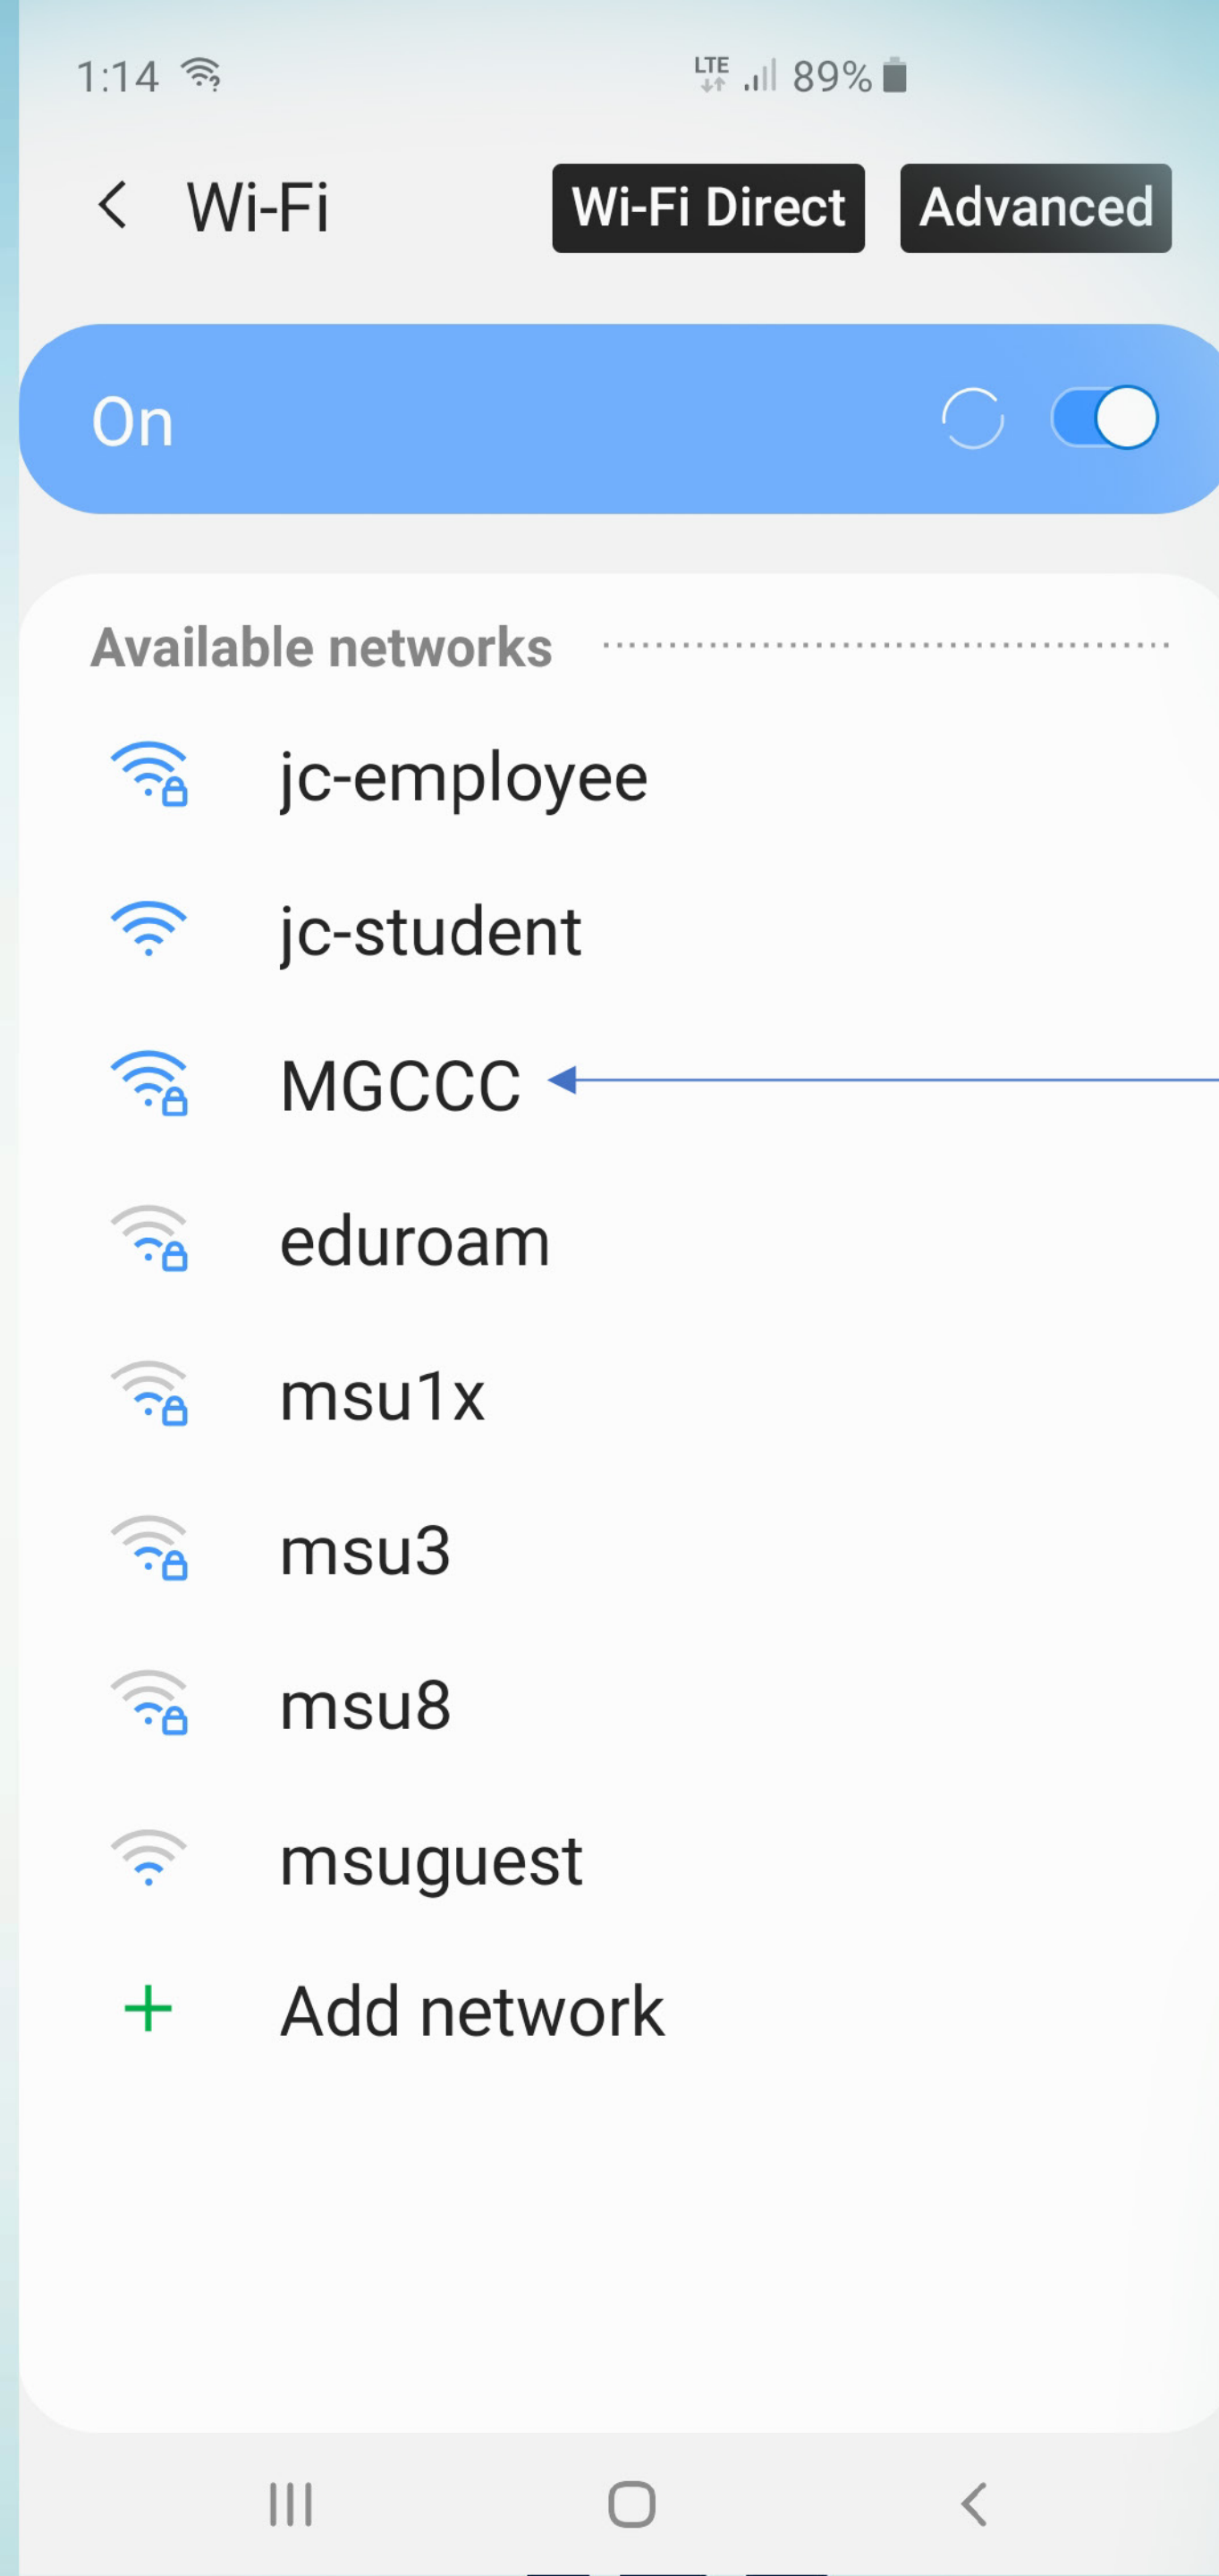 1:14 LTE 89%
Wi-Fi Wi-Fi Direct Advanced
On
Available networks
jc-employee
jc-student
MGCCC
eduroam
msu1x
msu3
msu8
msuguest
Add network